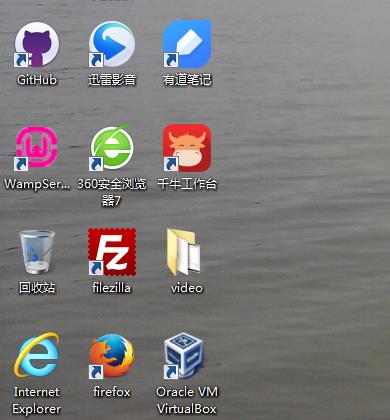 GitHub
迅雷影音
有道笔记
WampSer...
360安全浏览
器7
千牛工作台
回收站
filezilla
video
Internet
Explorer
firefox
Oracle VM
VirtualBox